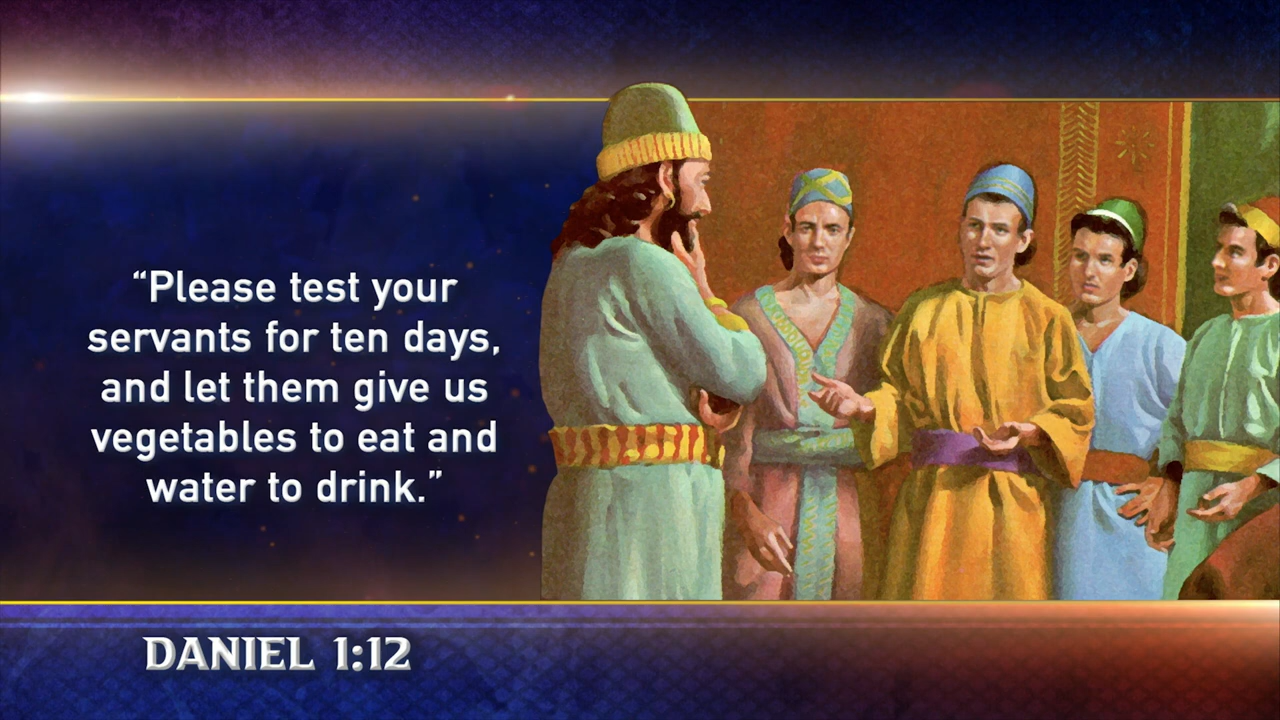 “Please test your
servants for ten days,
and let them give us
vegetables to eat and
water to drink.”
DANIEL 1:12